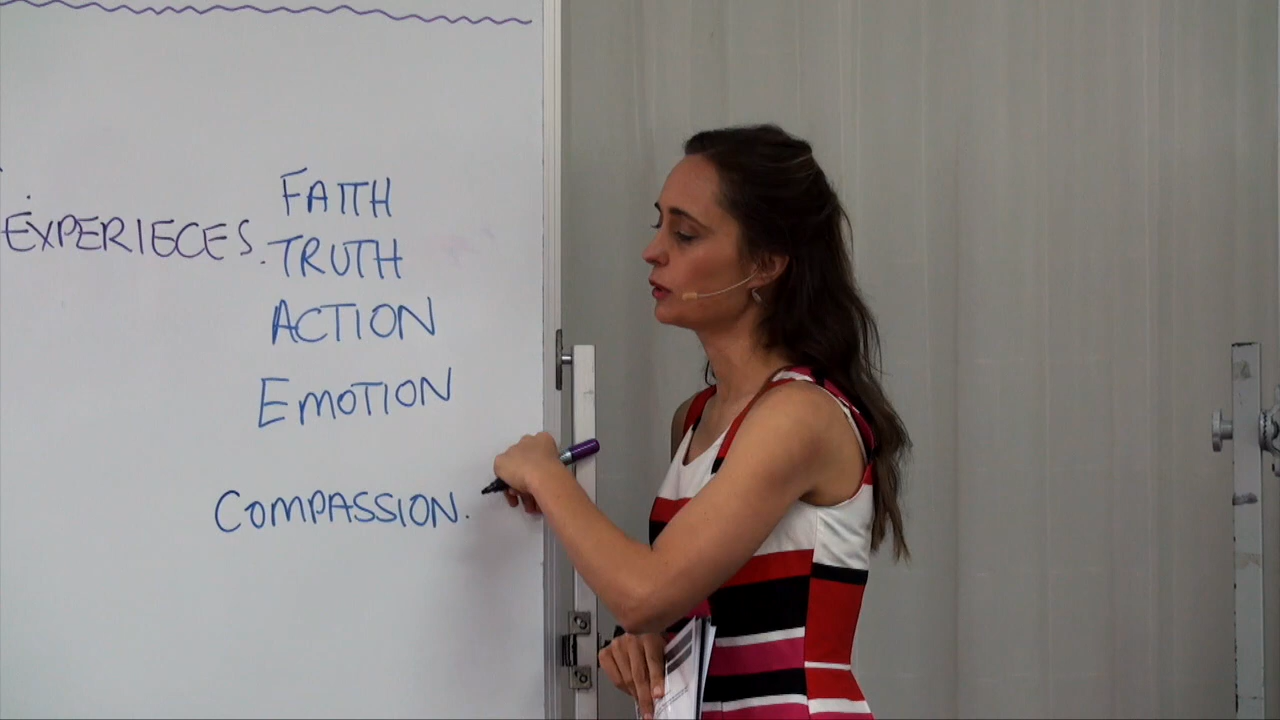 FAITH
EXPERIECES.
TRUTH
ACTION
EMOTION
COMPASSION.